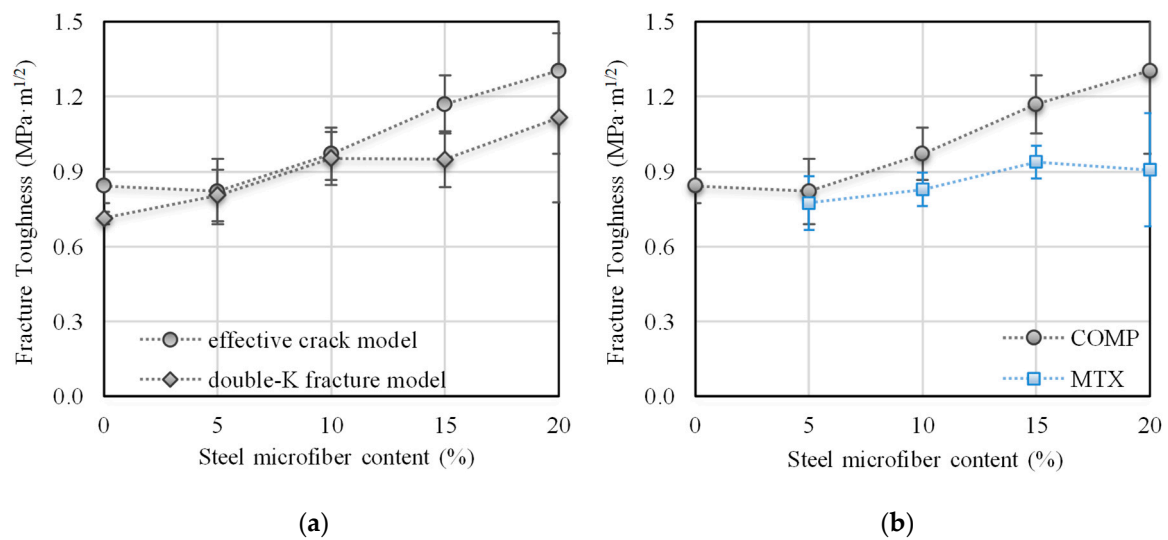 1.5
1.2
0.9
0.6
0.3
0.0
Fracture Toughness (MPa·m1/2)
effective crack model
double-K fracture model
0 5 10 15 20
Steel microfiber content (%)
(a)
1.5
1.2
0.9
0.6
0.3
0.0
Fracture Toughness (MPa·m1/2)
COMP
MTX
0 5 10 15 20
Steel microfiber content (%)
(b)